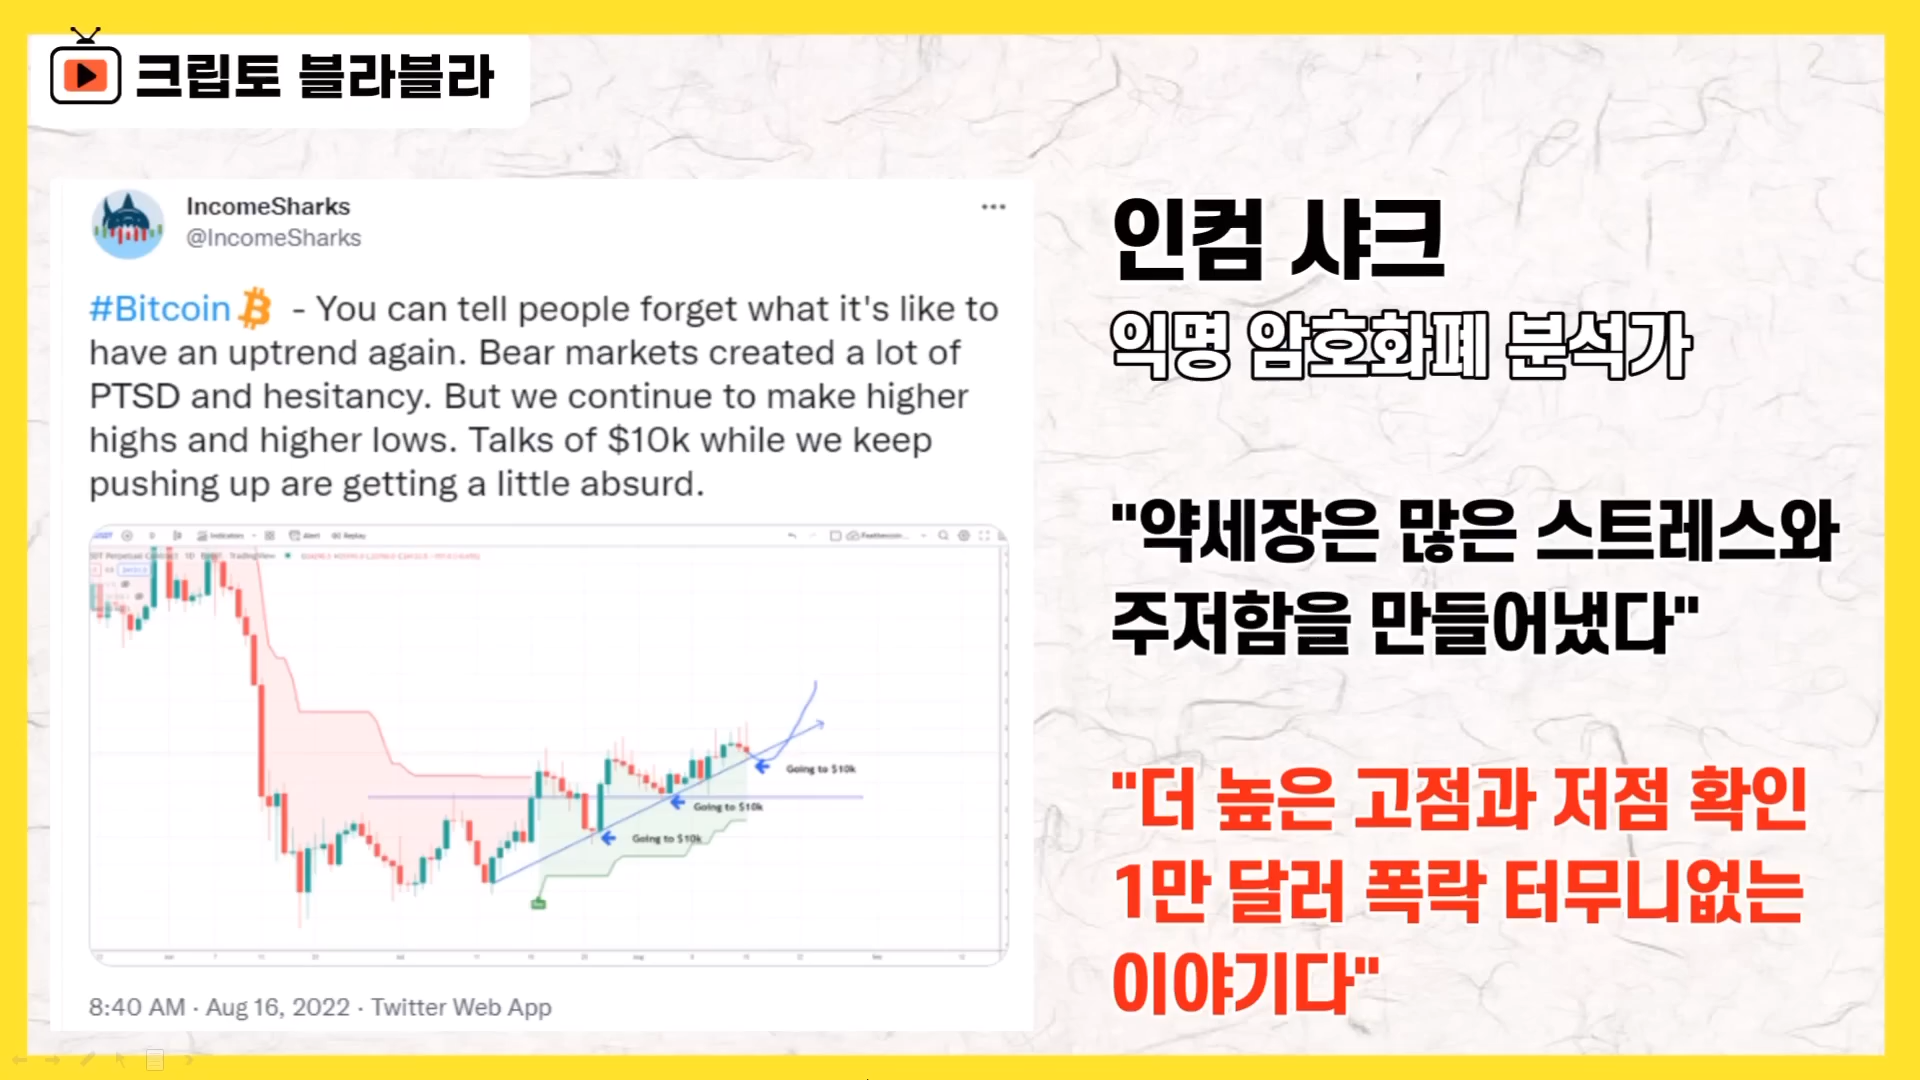 크립토 블라블라
IncomeSharks
@IncomeSharks
#Bitcoin - You can tell people forget what it's like to
have an uptrend again. Bear markets created a lot of
PTSD and hesitancy. But we continue to make higher
highs and higher lows. Talks of $10k while we keep
pushing up are getting a little absurd.
Indicators Alert Replay
Going to $10k
Going to $10k
Going to $10k
8:40 AM · Aug 16, 2022 · Twitter Web App
인컴 샤크
익명 암호화폐 분석가
"약세장은 많은 스트레스와
주저함을 만들어냈다"
"더 높은 고점과 저점 확인
1만 달러 폭락 터무니없는
이야기다"